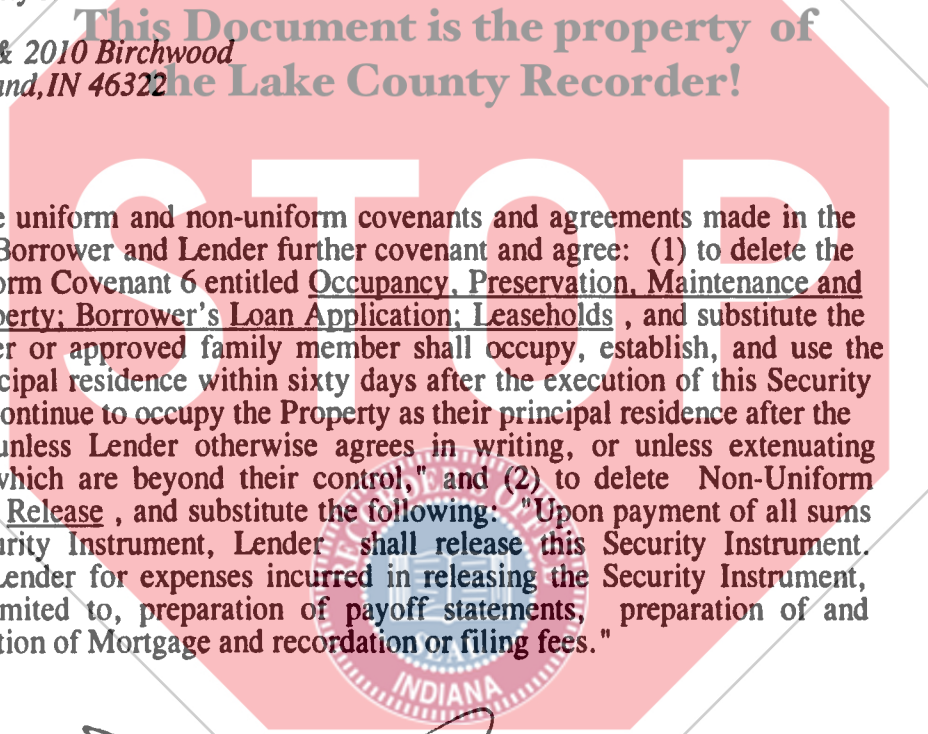 This Document is the property of
& 2010 Birchwood
and, IN 46322
the Lake County Recorder!
STOP
uniform and non-uniform covenants and agreements made in the
Borrower and Lender further covenant and agree: (1) to delete the
orm Covenant 6 entitled Occupancy, Preservation, Maintenance and
perty; Borrower's Loan Application; Leaseholds , and substitute the
er or approved family member shall occupy, establish, and use the
cipal residence within sixty days after the execution of this Security
ontinue to occupy the Property as their principal residence after the
unless Lender otherwise agrees in writing, or unless extenuating
which are beyond their control," and (2) to delete Non-Uniform
Release , and substitute the following: "Upon payment of all sums
urity Instrument, Lender shall release this Security Instrument.
Lender for expenses incurred in releasing the Security Instrument,
mited to, preparation of payoff statements, preparation of and
tion of Mortgage and recordation or filing fees."
SEAL
INDIANA